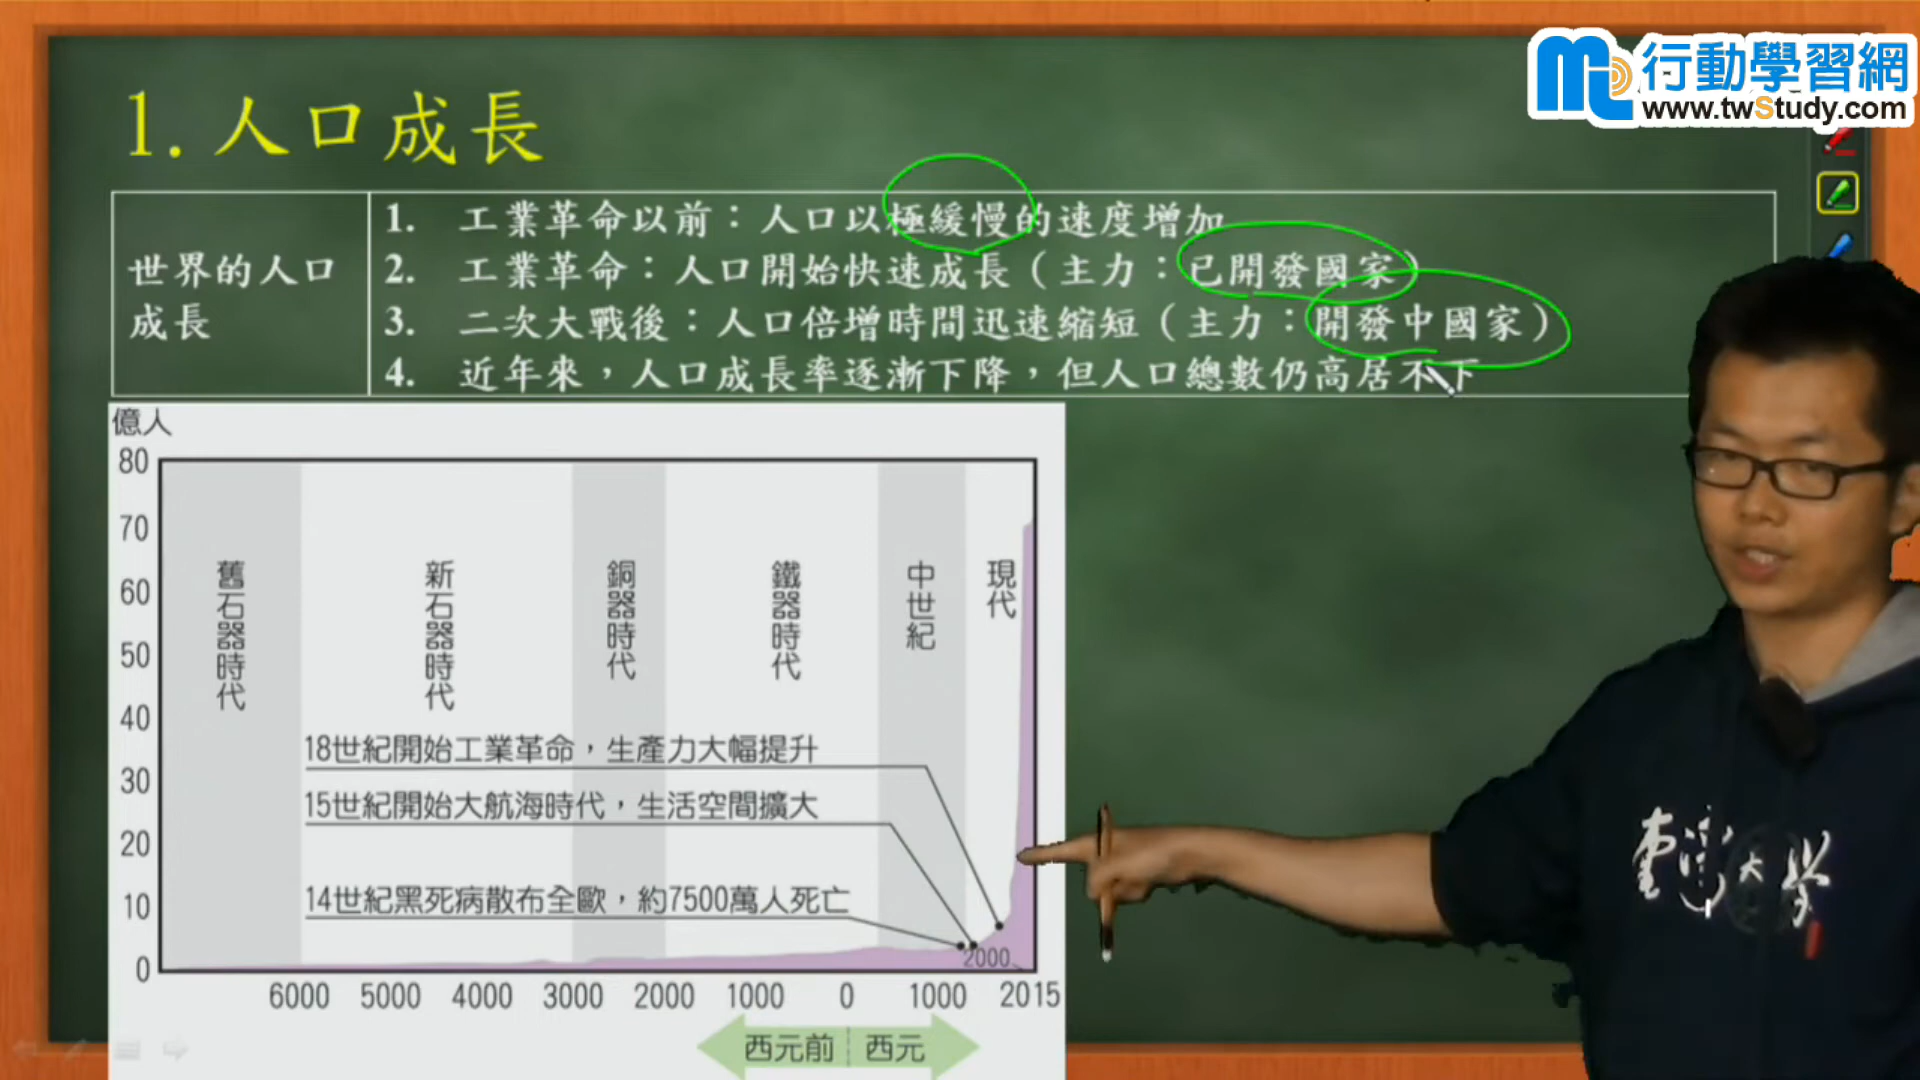 行動學習網
www.twStudy.com
1. 人口成長
世界的人口
成長
1. 工業革命以前：人口以極緩慢的速度增加
2. 工業革命：人口開始快速成長（主力：已開發國家）
3. 二次大戰後：人口倍增時間迅速縮短（主力：開發中國家）
4. 近年來，人口成長率逐漸下降，但人口總數仍高居不下
億人
80
70
60
50
40
30
20
10
0
舊石器時代
新石器時代
銅器時代
鐵器時代
中世紀
現代
18世紀開始工業革命，生產力大幅提升
15世紀開始大航海時代，生活空間擴大
14世紀黑死病散布全歐，約7500萬人死亡
2000
6000 5000 4000 3000 2000 1000 0 1000 2015
西元前 西元
臺灣大學